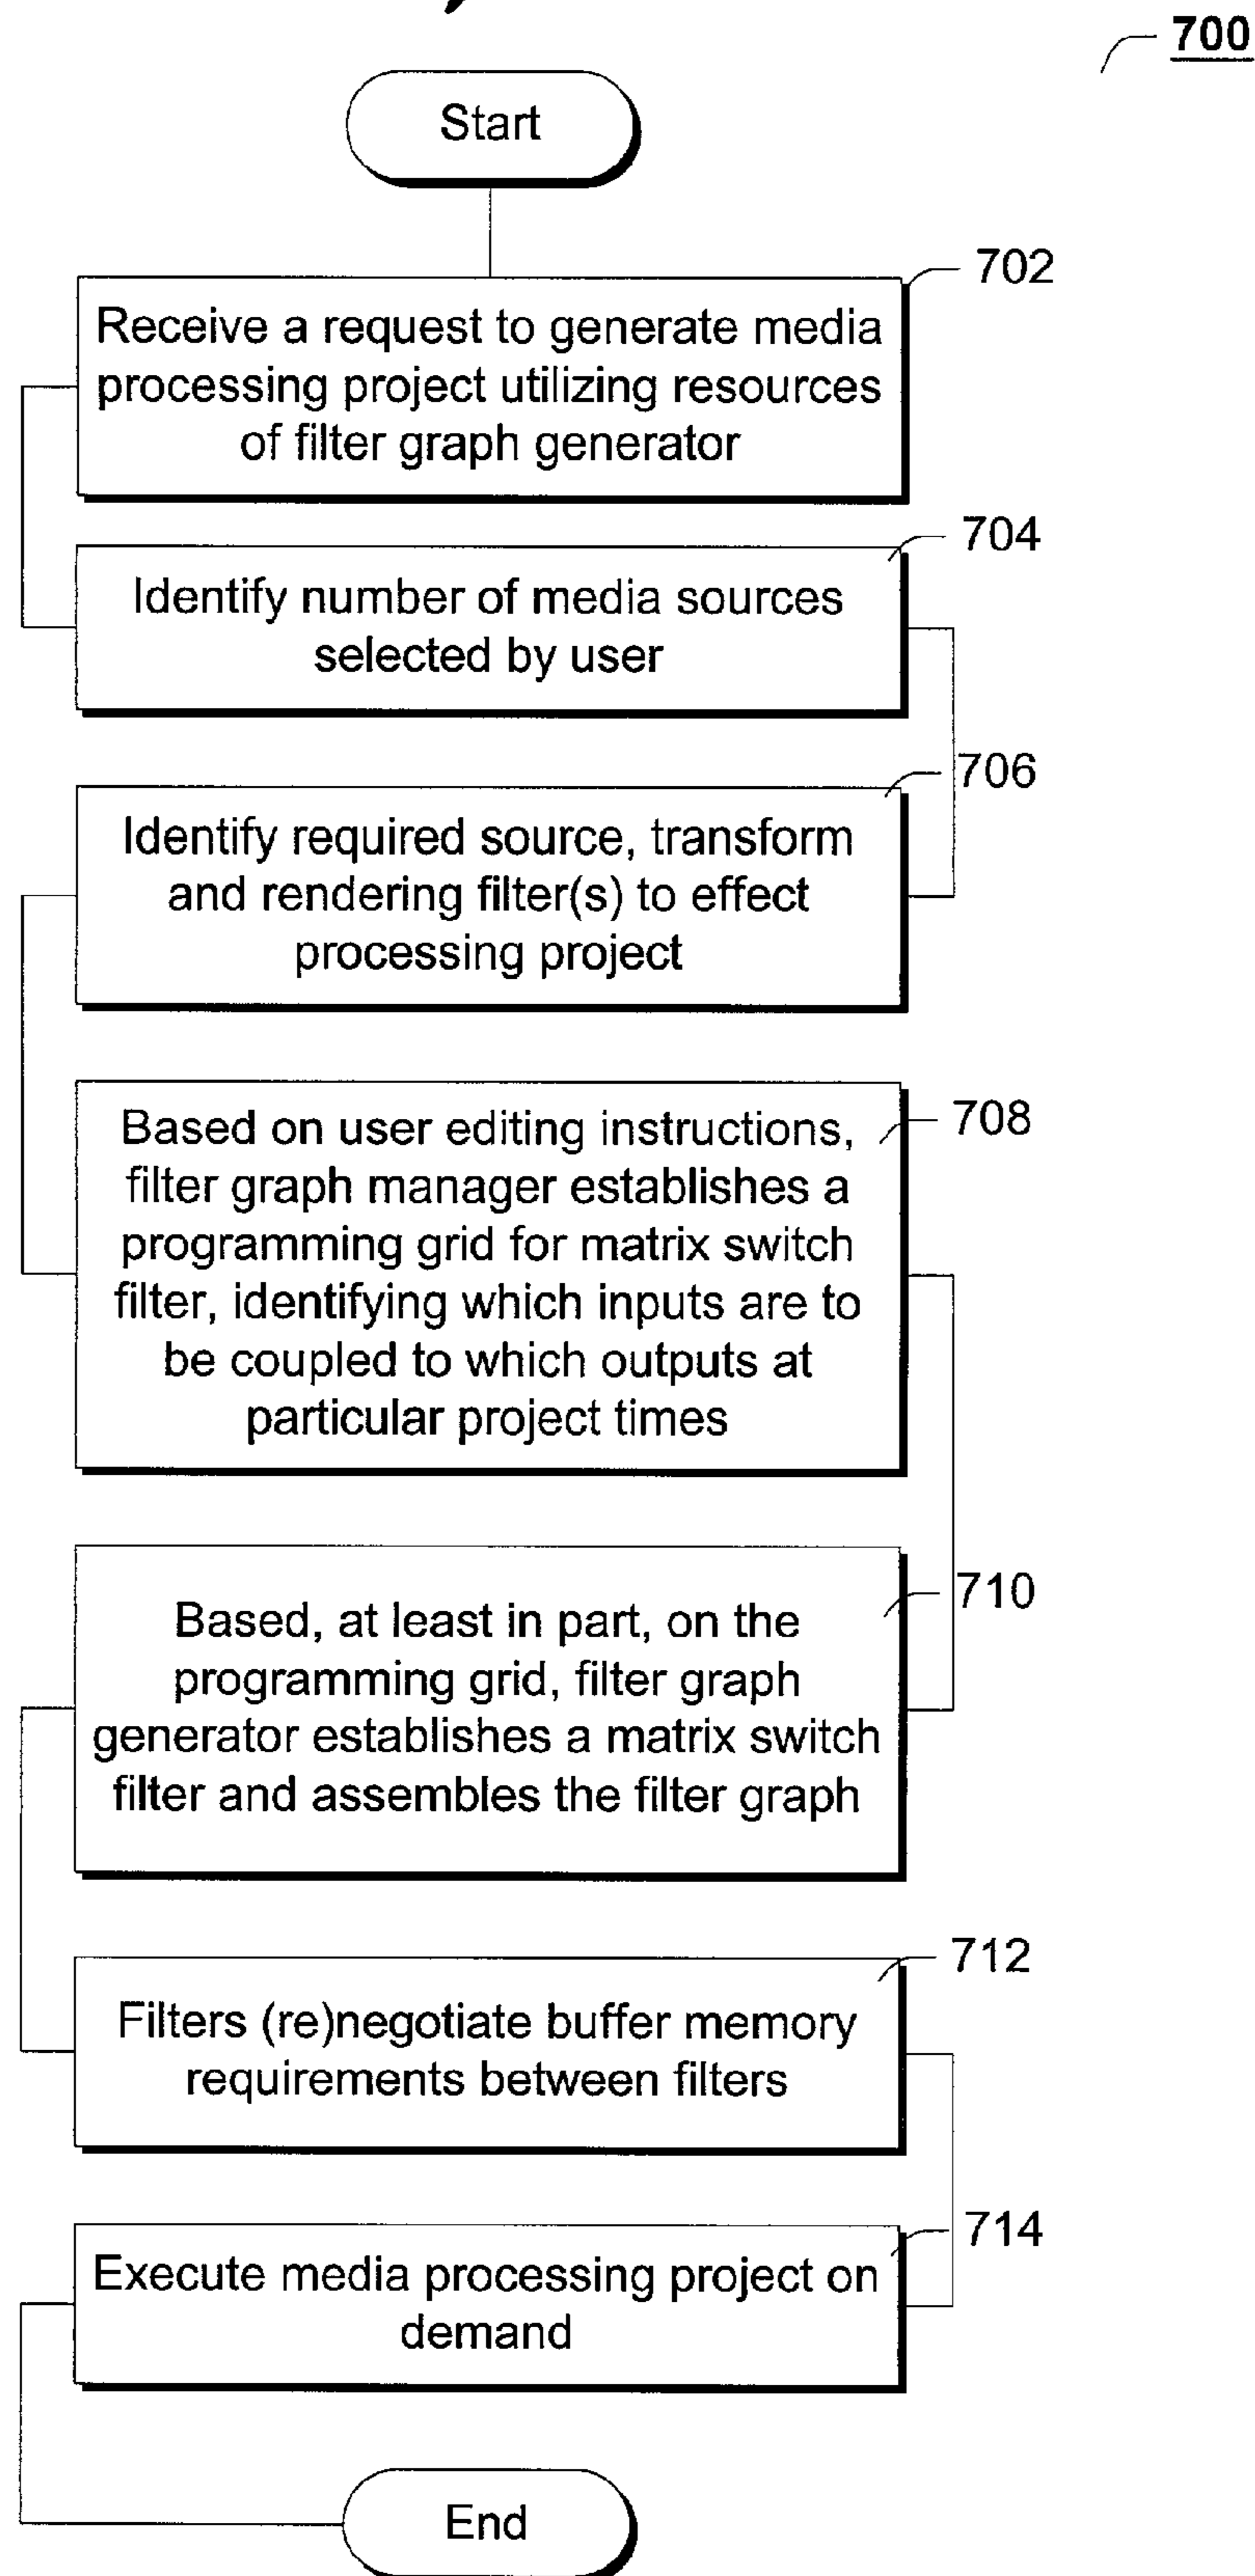 700
Start
702
Receive a request to generate media
processing project utilizing resources
of filter graph generator
704
Identify number of media sources
selected by user
706
Identify required source, transform
and rendering filter(s) to effect
processing project
708
Based on user editing instructions,
filter graph manager establishes a
programming grid for matrix switch
filter, identifying which inputs are to
be coupled to which outputs at
particular project times
710
Based, at least in part, on the
programming grid, filter graph
generator establishes a matrix switch
filter and assembles the filter graph
712
Filters (re)negotiate buffer memory
requirements between filters
714
Execute media processing project on
demand
End